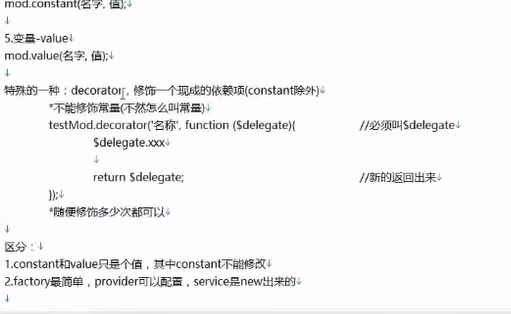 mod.constant(名字, 值);
5.变量-value
mod.value(名字, 值);
特殊的一种：decorator，修饰一个现成的依赖项(constant除外)
*不能修饰常量(不然怎么叫常量)
testMod.decorator('名称', function ($delegate){ //必须叫$delegate
$delegate.xxx
return $delegate; //新的返回出来
});
*随便修饰多少次都可以
区分：
1.constant和value只是个值，其中constant不能修改
2.factory最简单，provider可以配置，service是new出来的